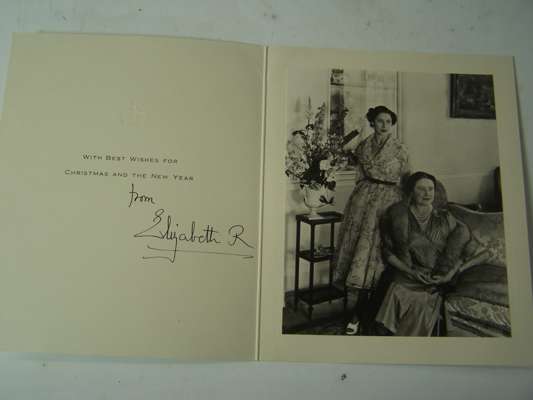 WITH BEST WISHES FOR
CHRISTMAS AND THE NEW YEAR
from
Elizabeth R